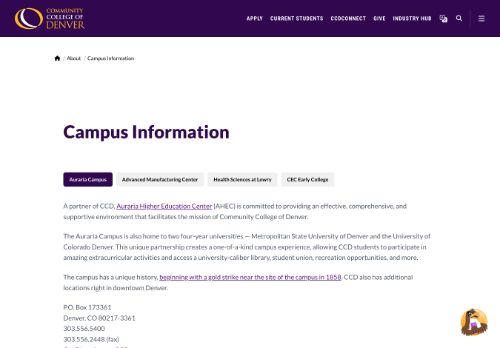 COMMUNITY
COLLEGE OF
DENVER
APPLY CURRENT STUDENTS CCDCONNECT GIVE INDUSTRY HUB
/ About / Campus Information
Campus Information
Auraria Campus Advanced Manufacturing Center Health Sciences at Lowry CEC Early College
A partner of CCD, Auraria Higher Education Center (AHEC) is committed to providing an effective, comprehensive, and
supportive environment that facilitates the mission of Community College of Denver.
The Auraria Campus is also home to two four-year universities — Metropolitan State University of Denver and the University of
Colorado Denver. This unique partnership creates a one-of-kind campus experience, allowing CCD students to participate in
amazing extracurricular activities and access a university-caliber library, student union, recreation opportunities, and more.
The campus has a unique history, beginning with a gold strike near the site of the campus in 1858. CCD also has additional
locations right in downtown Denver.
P.O. Box 173361
Denver, CO 80217-3361
303.556.5400
303.556.2448 (fax)